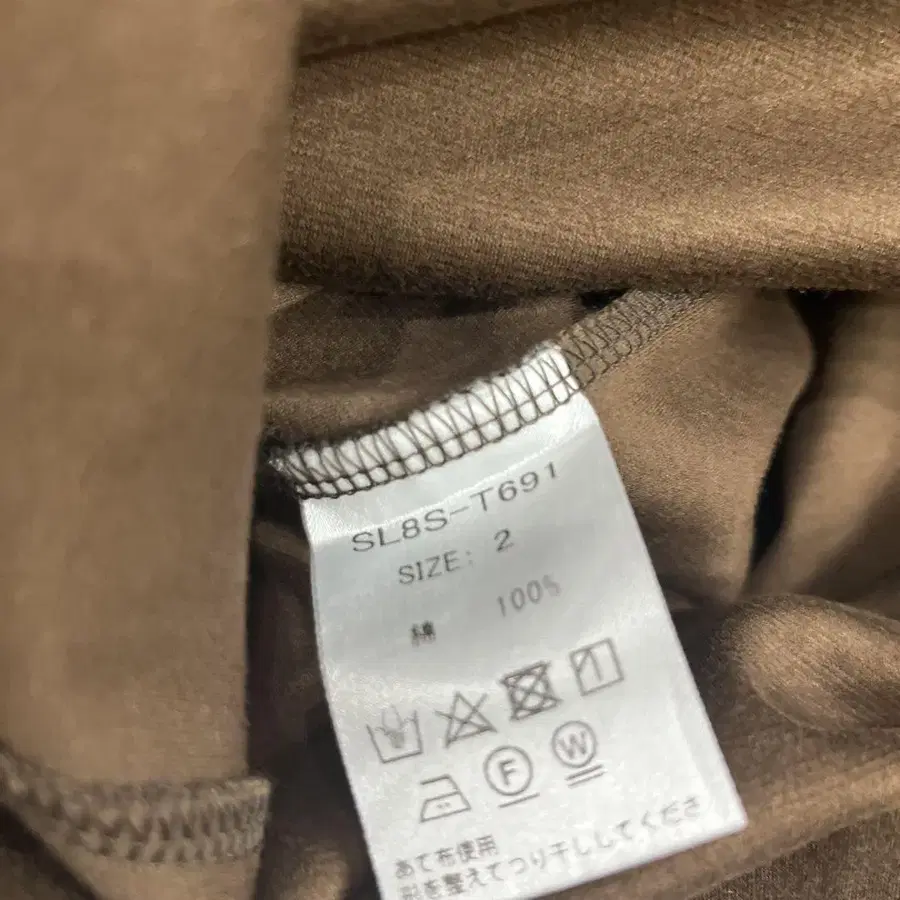 SL8S-T691
SIZE: 2
綿 100%
F W
あて布使用
形を整えてつり干ししてくださ